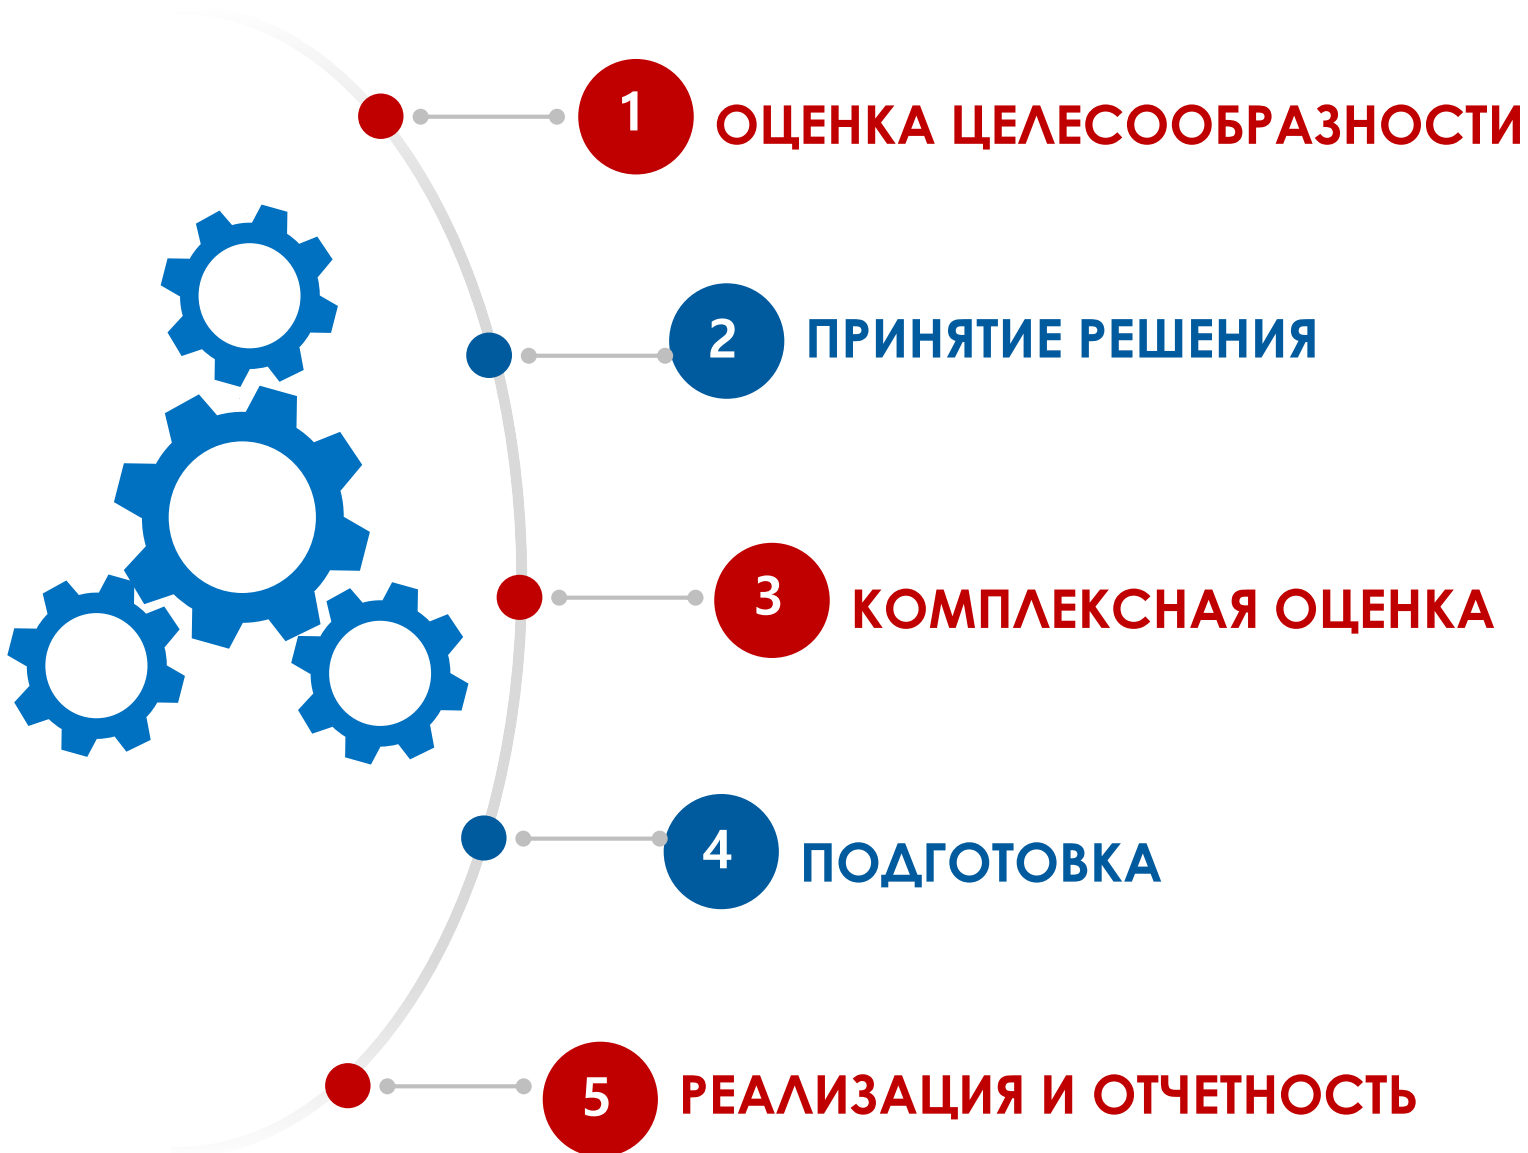 1 ОЦЕНКА ЦЕЛЕСООБРАЗНОСТИ
2 ПРИНЯТИЕ РЕШЕНИЯ
3 КОМПЛЕКСНАЯ ОЦЕНКА
4 ПОДГОТОВКА
5 РЕАЛИЗАЦИЯ И ОТЧЕТНОСТЬ